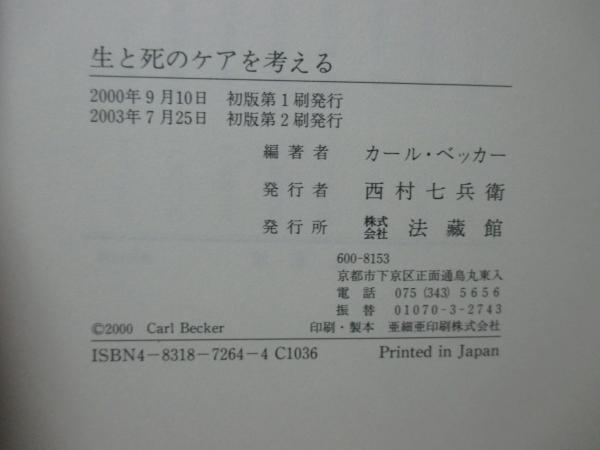 生と死のケアを考える
2000年9月10日 初版第1刷発行
2003年7月25日 初版第2刷発行
編著者 カール・ベッカー
発行者 西村七兵衛
発行所 株式会社 法藏館
600-8153
京都市下京区正面通烏丸東入
電話 075 (343) 5656
振替 01070-3-2743
©2000 Carl Becker 印刷・製本 亜細亜印刷株式会社
ISBN4-8318-7264-4 C1036 Printed in Japan